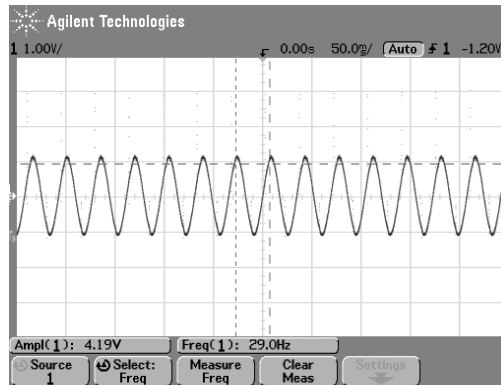 Agilent Technologies
1 1.00V/ 0.00s 50.0㎳/ Auto 1 -1.20V
Ampl(1): 4.19V Freq(1): 29.0Hz
Source Select: Measure Clear Settings
1 Freq Freq Meas